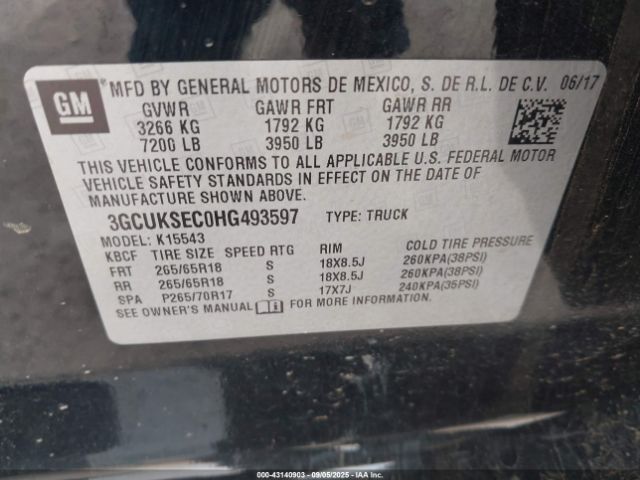 GM
MFD BY GENERAL MOTORS DE MEXICO, S. DE R.L. DE C.V. 06/17
GVWR GAWR FRT GAWR RR
3266 KG 1792 KG 1792 KG
7200 LB 3950 LB 3950 LB
THIS VEHICLE CONFORMS TO ALL APPLICABLE U.S. FEDERAL MOTOR
VEHICLE SAFETY STANDARDS IN EFFECT ON THE DATE OF
MANUFACTURE SHOWN ABOVE.
3GCUKSEC0HG493597 TYPE: TRUCK
MODEL: K15543
KBCF TIRE SIZE SPEED RTG RIM COLD TIRE PRESSURE
FRT 265/65R18 S 18X8.5J 260KPA(38PSI)
RR 265/65R18 S 18X8.5J 260KPA(38PSI)
SPA P265/70R17 S 17X7J 240KPA(35PSI)
SEE OWNER'S MANUAL FOR MORE INFORMATION.
00-43140903 - 09/05/2025 - IAAI.COM